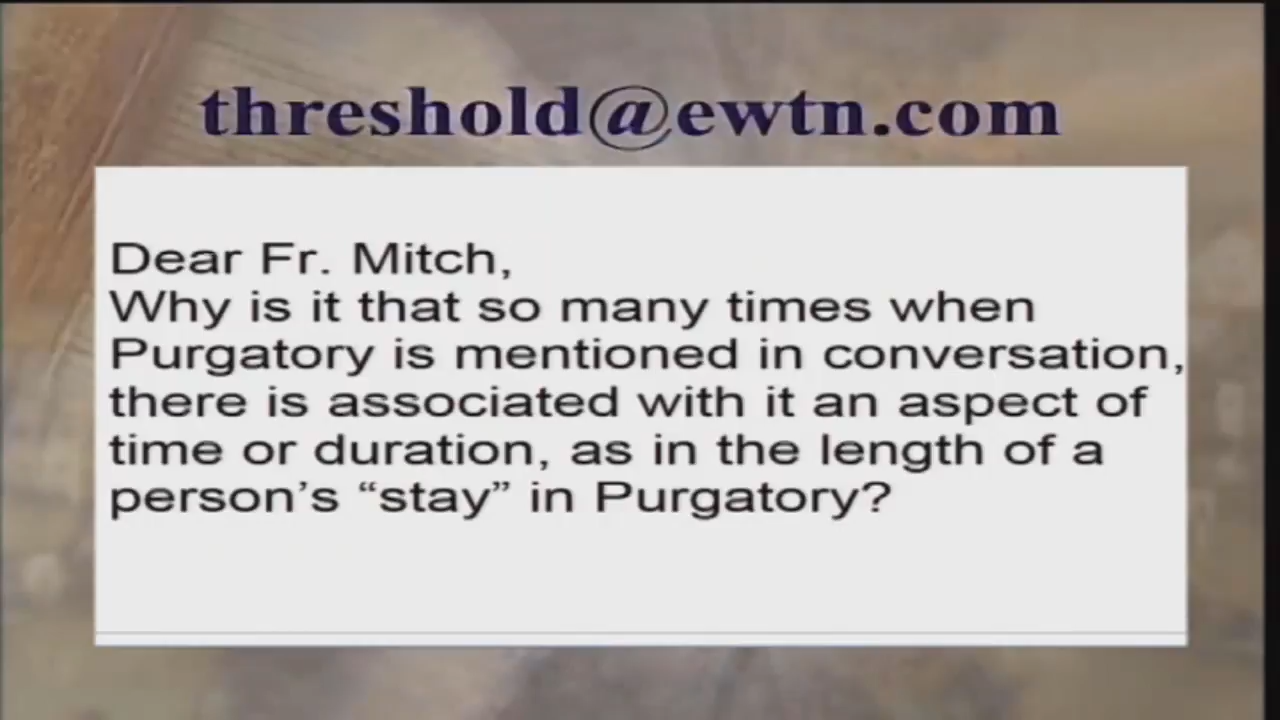 threshold@ewtn.com
Dear Fr. Mitch,
Why is it that so many times when
Purgatory is mentioned in conversation,
there is associated with it an aspect of
time or duration, as in the length of a
person’s “stay” in Purgatory?